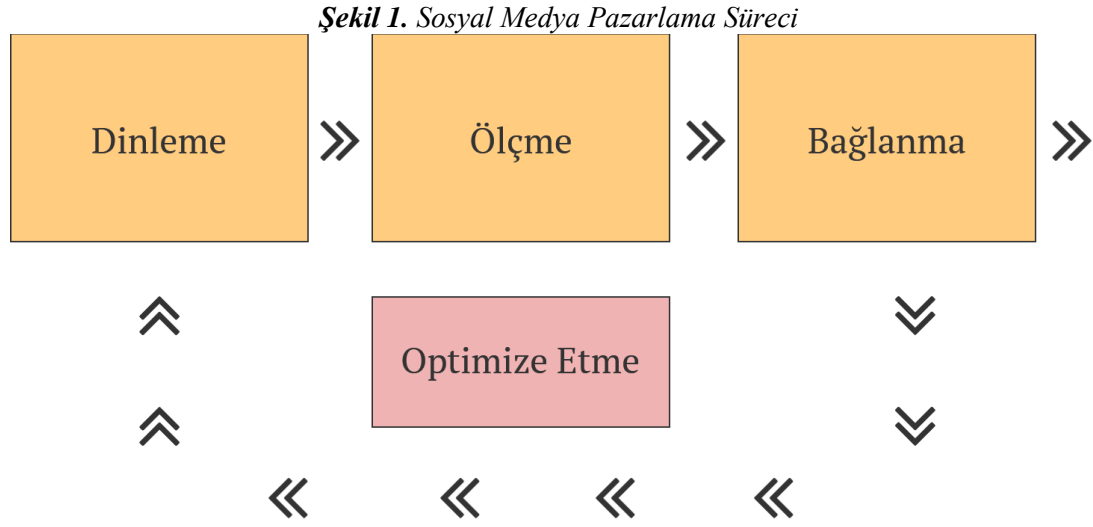 Şekil 1. Sosyal Medya Pazarlama Süreci
Dinleme
Ölçme
Bağlanma
Optimize Etme